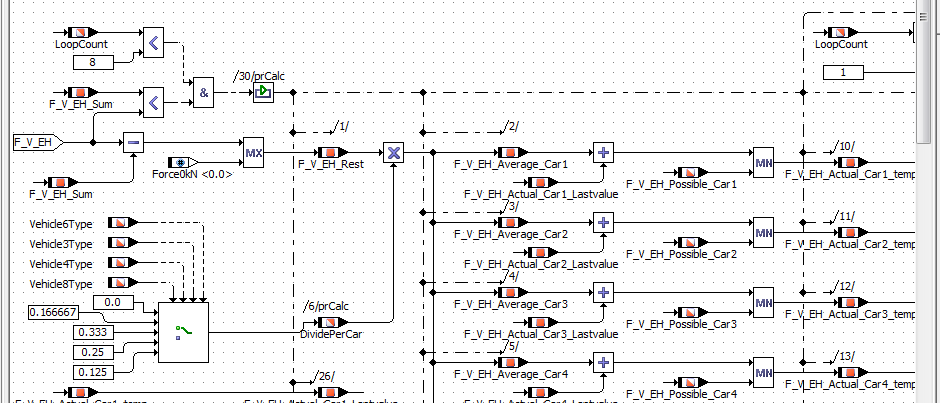 LoopCount
8
F_V_EH_Sum
&
/30/prCalc
LoopCount
1
F_V_EH
F_V_EH_Sum
MX
Force0kN <0.0>
/1/
F_V_EH_Rest
/2/
F_V_EH_Average_Car1
F_V_EH_Actual_Car1_Lastvalue
F_V_EH_Possible_Car1
MN
/10/
F_V_EH_Actual_Car1_temp
/3/
F_V_EH_Average_Car2
F_V_EH_Actual_Car2_Lastvalue
F_V_EH_Possible_Car2
MN
/11/
F_V_EH_Actual_Car2_temp
/4/
F_V_EH_Average_Car3
F_V_EH_Actual_Car3_Lastvalue
F_V_EH_Possible_Car3
MN
/12/
F_V_EH_Actual_Car3_temp
/5/
F_V_EH_Average_Car4
F_V_EH_Possible_Car4
MN
/13/
F_V_EH_Actual_Car4_temp
Vehicle6Type
Vehicle3Type
Vehicle4Type
Vehicle8Type
0.0
0.166667
0.333
0.25
0.125
/6/prCalc
DividePerCar
/26/